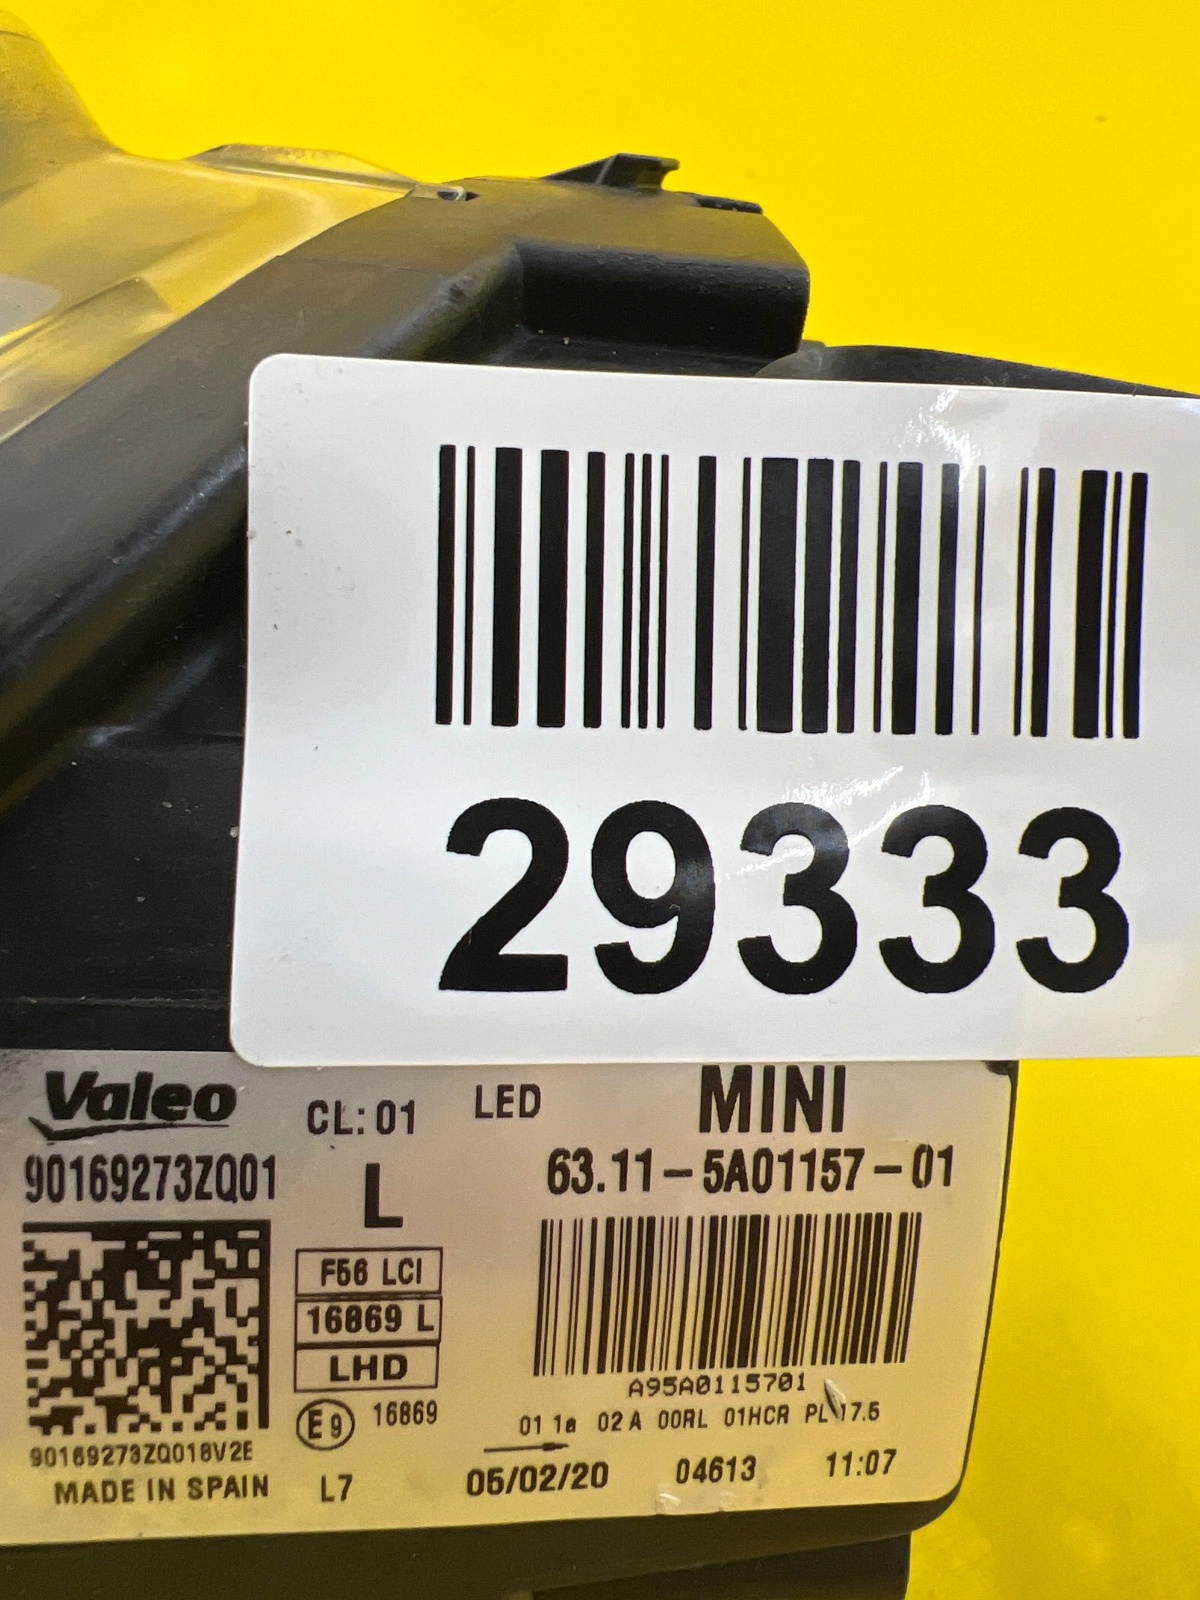 29333
Valeo
90169273ZQ01
90169273ZQ018V2E
MADE IN SPAIN
CL: 01
L
F56 LCI
16869 L
LHD
E9 16869
L7
LED
MINI
63.11-5A01157-01
A95A0115701
01 1a 02A 00RL 01HCR PL 17.5
05/02/20 04613 11:07